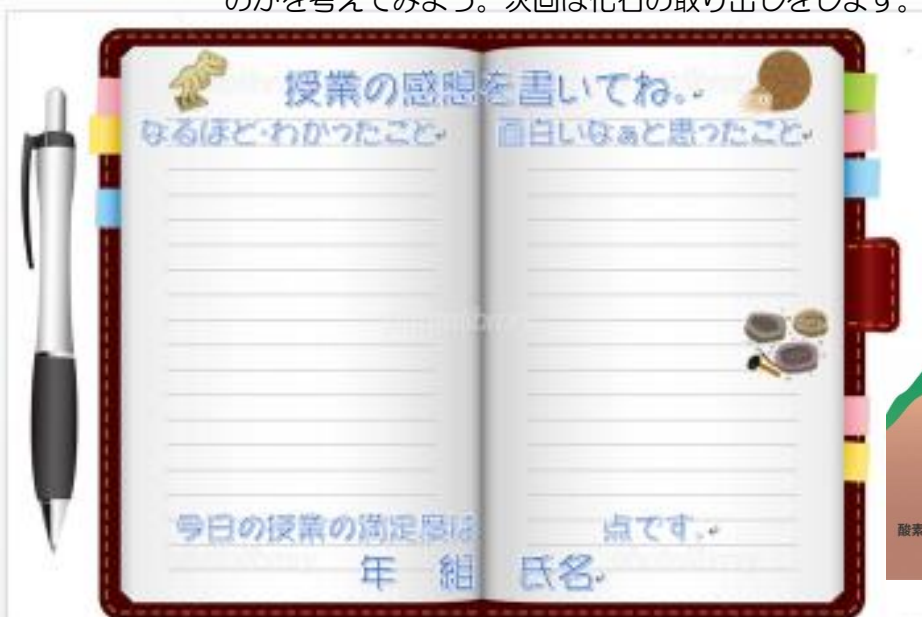 のかを考えてみよう。次回は化石の取り出しをします。
授業の感想を書いてね。
なるほど・わかったこと
面白いなぁと思ったこと
今日の授業の満足度は　　　点です。
年　組　氏名
酸素